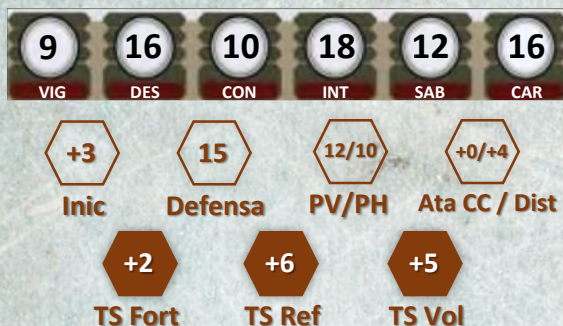 9 16 10 18 12 16
VIG DES CON INT SAB CAR
+3 15 12/10 +0/+4
Inic Defensa PV/PH Ata CC / Dist
+2 +6 +5
TS Fort TS Ref TS Vol